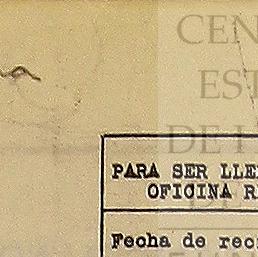 CEN
EST
DE I
PARA SER LLE
OFICINA R
Fecha de rec